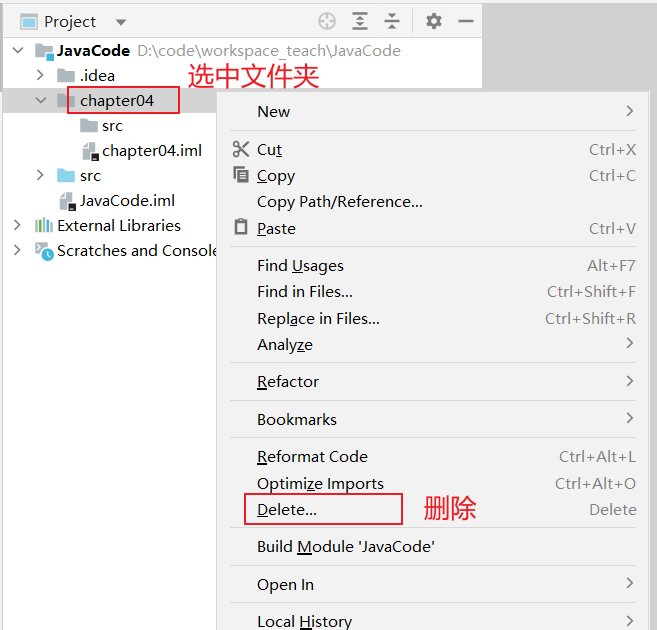 Project
JavaCode D:\code\workspace_teach\JavaCode
.idea
选中文件夹
chapter04
src
chapter04.iml
src
JavaCode.iml
External Libraries
Scratches and Console
New
Cut Ctrl+X
Copy Ctrl+C
Copy Path/Reference...
Paste Ctrl+V
Find Usages Alt+F7
Find in Files... Ctrl+Shift+F
Replace in Files... Ctrl+Shift+R
Analyze
Refactor
Bookmarks
Reformat Code Ctrl+Alt+L
Optimize Imports Ctrl+Alt+O
Delete... 删除 Delete
Build Module 'JavaCode'
Open In
Local History